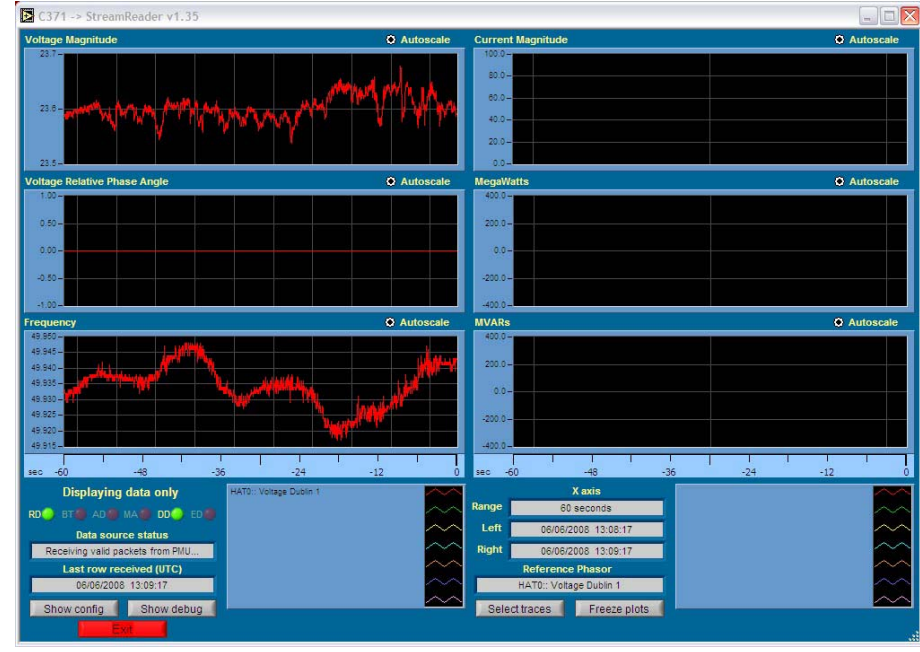 C371 -> StreamReader v1.35
Voltage Magnitude Autoscale
23.7
23.6
23.5
Current Magnitude Autoscale
100.0
80.0
60.0
40.0
20.0
0.0
Voltage Relative Phase Angle Autoscale
1.00
0.50
0.00
-0.50
-1.00
MegaWatts Autoscale
400.0
200.0
0.0
-200.0
-400.0
Frequency Autoscale
49.950
49.945
49.940
49.935
49.930
49.925
49.920
49.915
MVARs Autoscale
400.0
200.0
0.0
-200.0
-400.0
sec -60 -48 -36 -24 -12 0
sec -60 -48 -36 -24 -12 0
Displaying data only
RD BT AD MA DD ED
Data source status
Receiving valid packets from PMU...
Last row received (UTC)
06/06/2008 13:09:17
Show config Show debug
Exit
HAT0:: Voltage Dublin 1
X axis
Range 60 seconds
Left 06/06/2008 13:08:17
Right 06/06/2008 13:09:17
Reference Phasor
HAT0:: Voltage Dublin 1
Select traces Freeze plots